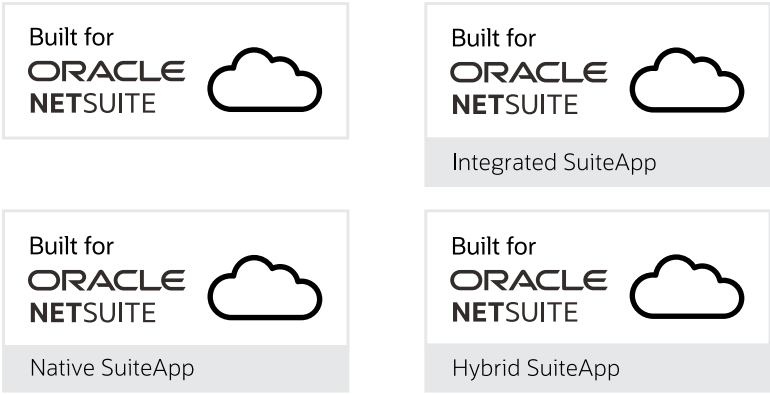 Built for
ORACLE
NETSUITE
Built for
ORACLE
NETSUITE
Integrated SuiteApp
Built for
ORACLE
NETSUITE
Native SuiteApp
Built for
ORACLE
NETSUITE
Hybrid SuiteApp